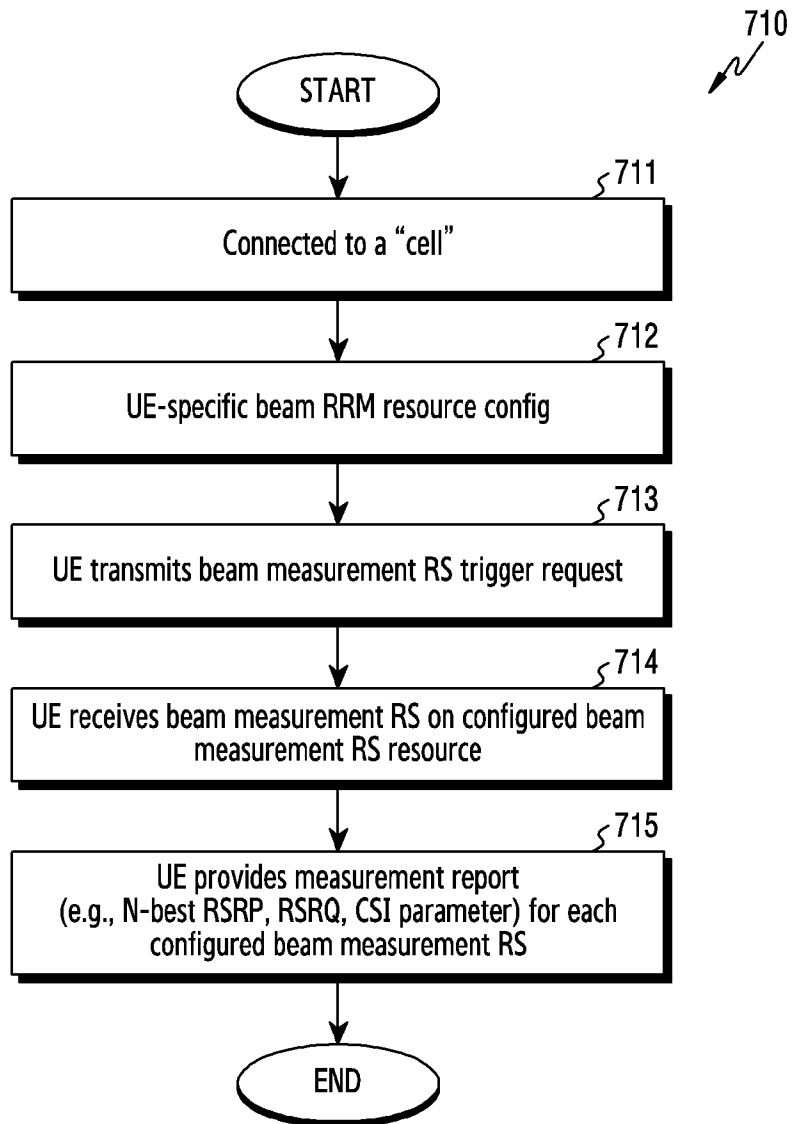 710
START
711
Connected to a “cell”
712
UE-specific beam RRM resource config
713
UE transmits beam measurement RS trigger request
714
UE receives beam measurement RS on configured beam
measurement RS resource
715
UE provides measurement report
(e.g., N-best RSRP, RSRQ, CSI parameter) for each
configured beam measurement RS
END